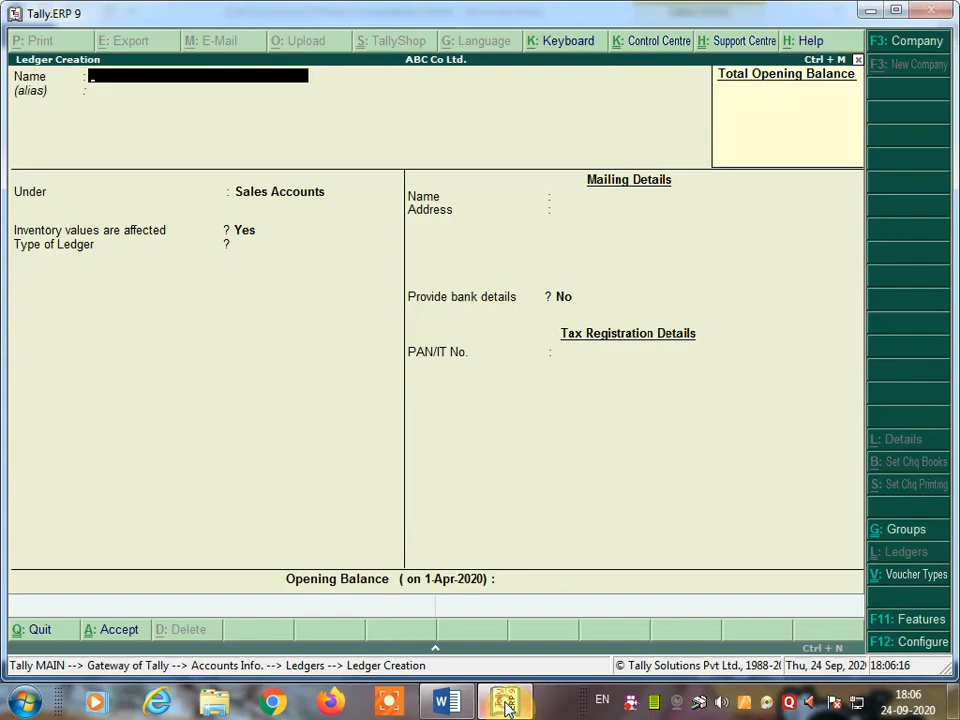 Tally.ERP 9
P: Print E: Export M: E-Mail O: Upload S: TallyShop G: Language K: Keyboard K: Control Centre H: Support Centre H: Help F3: Company
Ledger Creation ABC Co Ltd. Ctrl + M F3: New Company
Name : Total Opening Balance
(alias) :
Mailing Details
Under : Sales Accounts Name :
Address :
Inventory values are affected ? Yes
Type of Ledger ?
Provide bank details ? No
Tax Registration Details
PAN/IT No. :
L: Details
B: Set Chq Books
S: Set Chq Printing
G: Groups
L: Ledgers
V: Voucher Types
Opening Balance ( on 1-Apr-2020) :
F11: Features
Q: Quit A: Accept D: Delete F12: Configure
Ctrl + N
Tally MAIN --> Gateway of Tally --> Accounts Info. --> Ledgers --> Ledger Creation © Tally Solutions Pvt Ltd., 1988-2 Thu, 24 Sep, 202 18:06:16
EN 18:06
24-09-2020